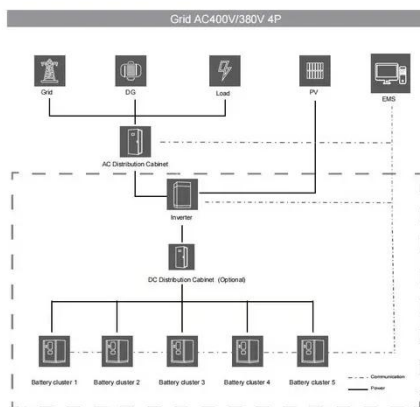 Grid AC400V/380V 4P
Grid
DG
Load
PV
EMS
AC Distribution Cabinet
Inverter
DC Distribution Cabinet (Optional)
Battery cluster 1
Battery cluster 2
Battery cluster 3
Battery cluster 4
Battery cluster 5
Communication
Power